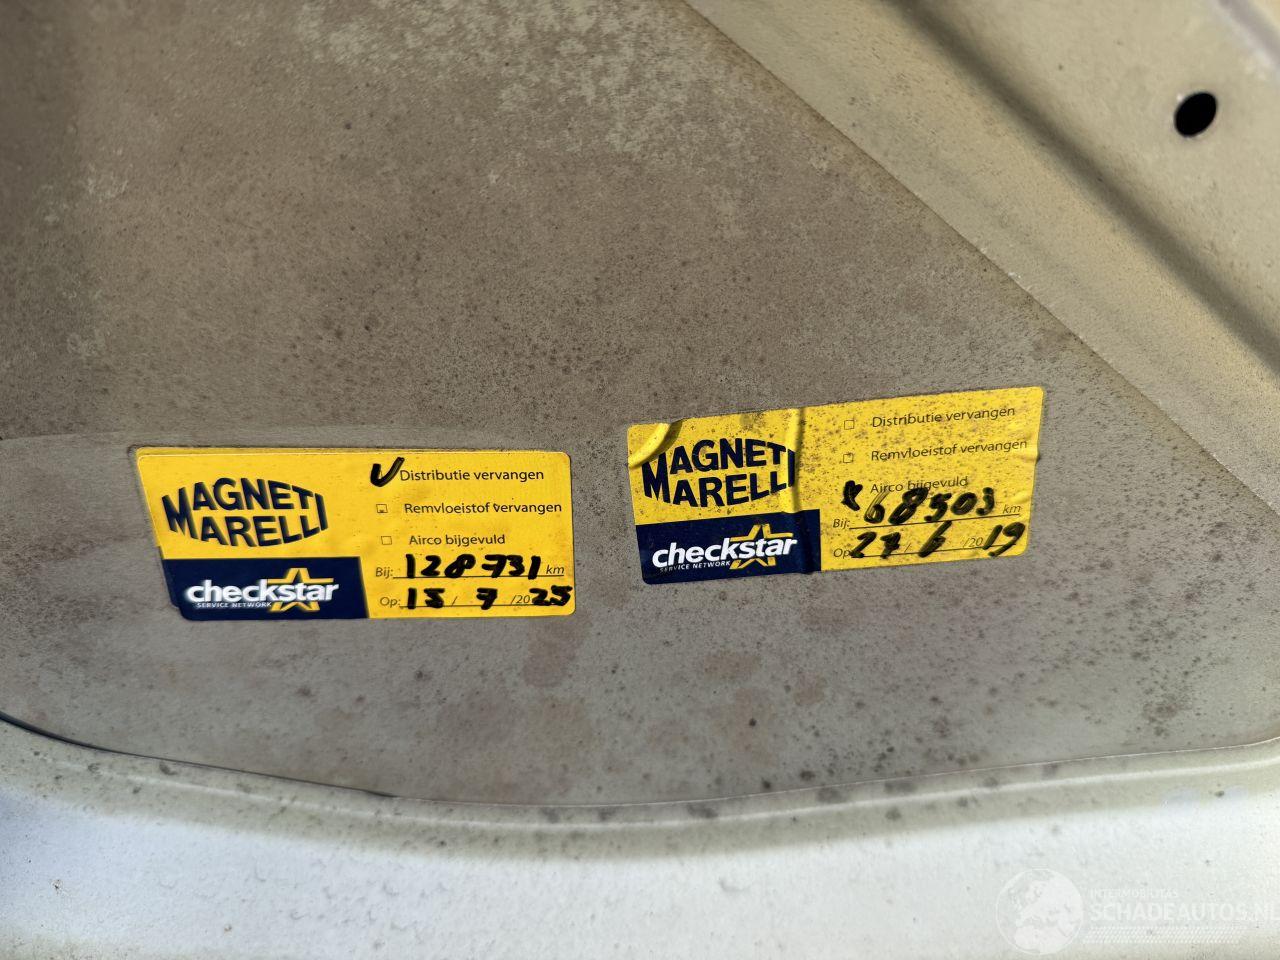 MAGNETI
MARELLI
checkstar
SERVICE NETWORK
Distributie vervangen
Remvloeistof vervangen
Airco bijgevuld
Bij: 128731 km
Op: 15 / 7 /2025
MAGNETI
MARELLI
checkstar
SERVICE NETWORK
Distributie vervangen
Remvloeistof vervangen
Airco bijgevuld
Bij: 68503 km
Op: 27 / 6 /2019
INTERMOBILITAS
SCHADEAUTOS.NL